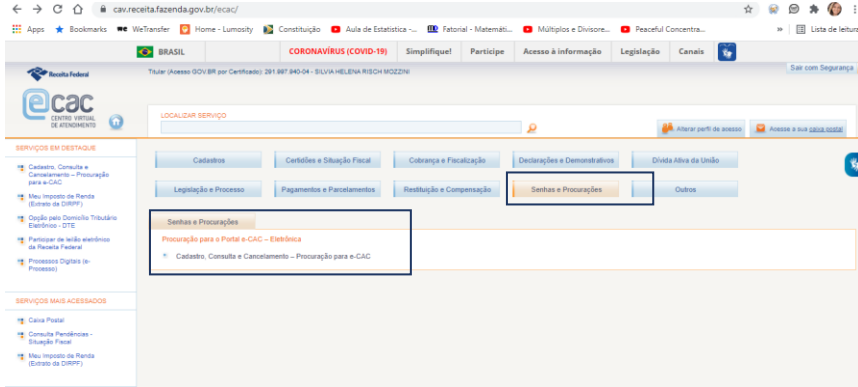 cav.receita.fazenda.gov.br/ecac/
Apps Bookmarks WeTransfer Home - Lumosity Constituição Aula de Estatistica -... Fatorial - Matemáti... Múltiplos e Divisore... Peaceful Concentra... » Lista de leitura
BRASIL CORONAVÍRUS (COVID-19) Simplifique! Participe Acesso à informação Legislação Canais
Receita Federal
Titular (Acesso GOV.BR por Certificado): 291.997.940-04 - SILVIA HELENA RISCH MOZZINI
Sair com Segurança
ecac
CENTRO VIRTUAL
DE ATENDIMENTO
LOCALIZAR SERVIÇO
Alterar perfil de acesso
Acesse a sua caixa postal
SERVIÇOS EM DESTAQUE
Cadastro, Consulta e
Cancelamento – Procuração
para e-CAC
Meu Imposto de Renda
(Extrato da DIRPF)
Opção pelo Domicílio Tributário
Eletrônico - DTE
Participar de leilão eletrônico
da Receita Federal
Processos Digitais (e-
Processo)
SERVIÇOS MAIS ACESSADOS
Caixa Postal
Consulta Pendências -
Situação Fiscal
Meu Imposto de Renda
(Extrato da DIRPF)
Cadastros Certidões e Situação Fiscal Cobrança e Fiscalização Declarações e Demonstrativos Dívida Ativa da União
Legislação e Processo Pagamentos e Parcelamentos Restituição e Compensação Senhas e Procurações Outros
Senhas e Procurações
Procuração para o Portal e-CAC – Eletrônica
Cadastro, Consulta e Cancelamento – Procuração para e-CAC